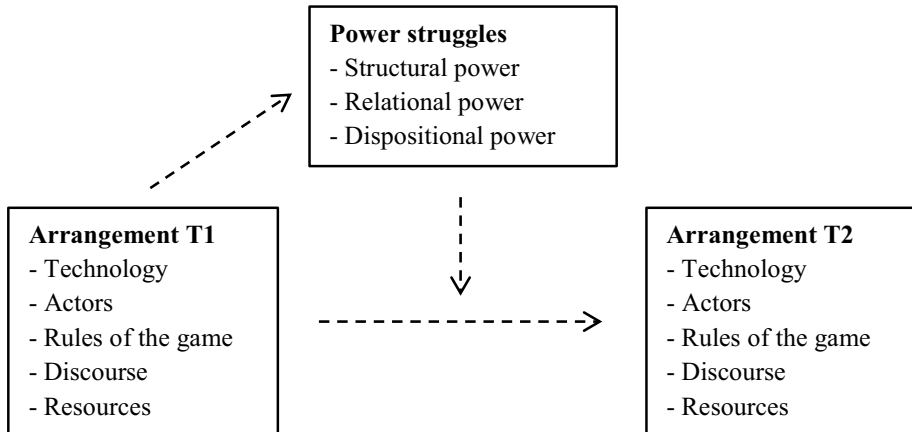 Power struggles
- Structural power
- Relational power
- Dispositional power
Arrangement T1
- Technology
- Actors
- Rules of the game
- Discourse
- Resources
Arrangement T2
- Technology
- Actors
- Rules of the game
- Discourse
- Resources